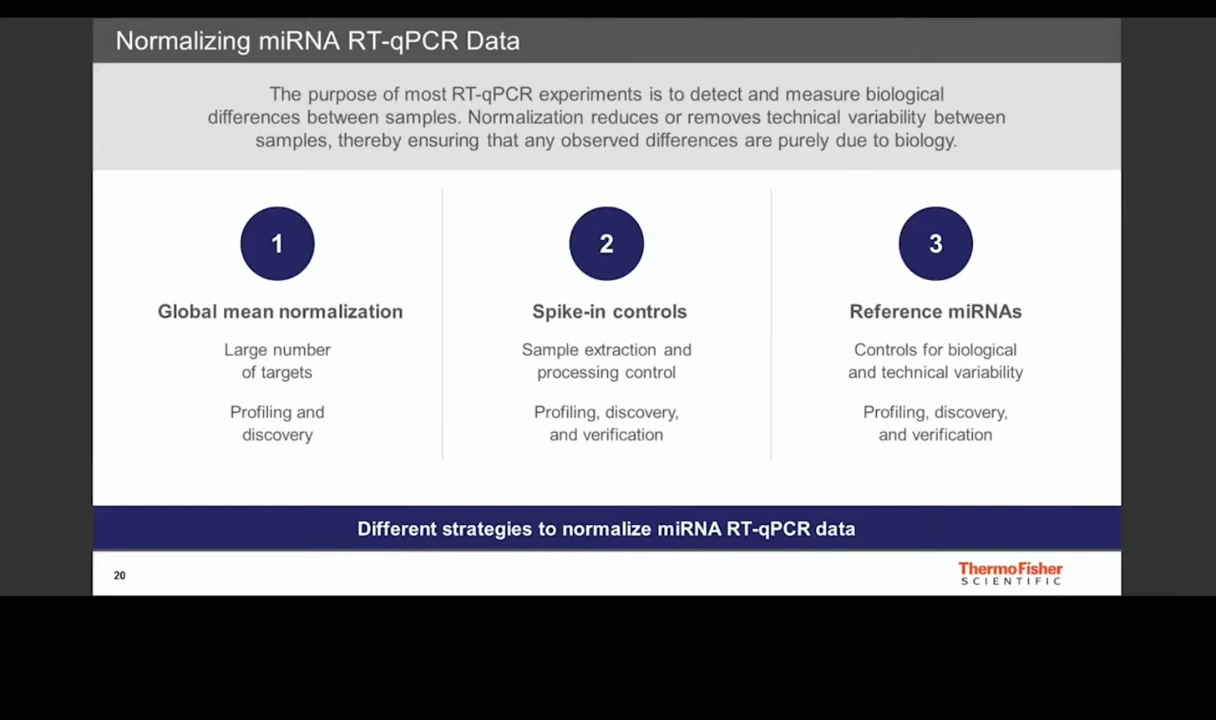 Normalizing miRNA RT-qPCR Data
The purpose of most RT-qPCR experiments is to detect and measure biological
differences between samples. Normalization reduces or removes technical variability between
samples, thereby ensuring that any observed differences are purely due to biology.
1
Global mean normalization
Large number
of targets
Profiling and
discovery
2
Spike-in controls
Sample extraction and
processing control
Profiling, discovery,
and verification
3
Reference miRNAs
Controls for biological
and technical variability
Profiling, discovery,
and verification
Different strategies to normalize miRNA RT-qPCR data
20
ThermoFisher
SCIENTIFIC